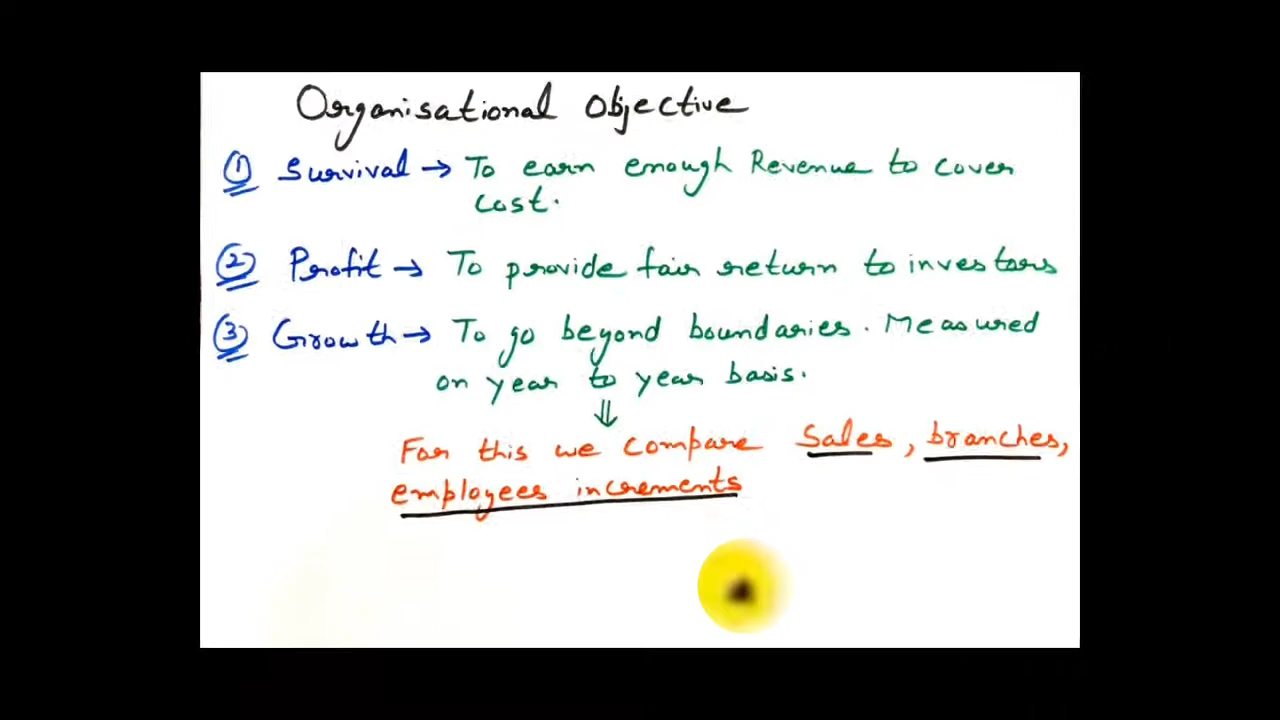 Organisational Objective
① Survival → To earn enough Revenue to cover
cost.
② Profit → To provide fair return to investors
③ Growth → To go beyond boundaries. Measured
on year to year basis.
⇓
For this we compare Sales, branches,
employees increments